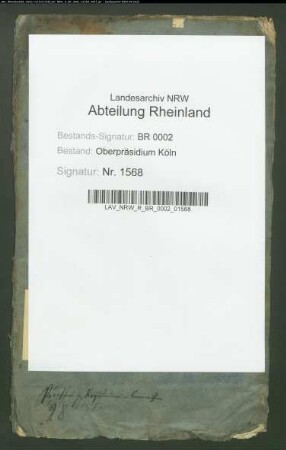 Landesarchiv NRW
Abteilung Rheinland
Bestands-Signatur: BR 0002
Bestand: Oberpräsidium Köln
Signatur: Nr. 1568
LAV_NRW_R_BR_0002_01568